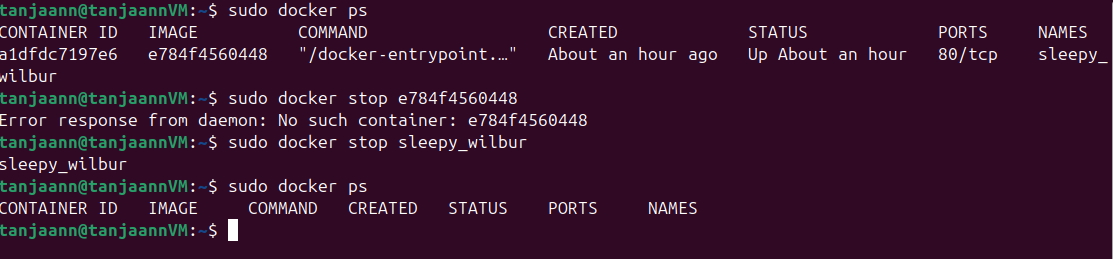 tanjaann@tanjaannVM:~$ sudo docker ps
CONTAINER ID   IMAGE          COMMAND                  CREATED             STATUS             PORTS     NAMES
a1dfdc7197e6   e784f4560448   "/docker-entrypoint.…"   About an hour ago   Up About an hour   80/tcp    sleepy_
wilbur
tanjaann@tanjaannVM:~$ sudo docker stop e784f4560448
Error response from daemon: No such container: e784f4560448
tanjaann@tanjaannVM:~$ sudo docker stop sleepy_wilbur
sleepy_wilbur
tanjaann@tanjaannVM:~$ sudo docker ps
CONTAINER ID   IMAGE     COMMAND   CREATED   STATUS    PORTS     NAMES
tanjaann@tanjaannVM:~$